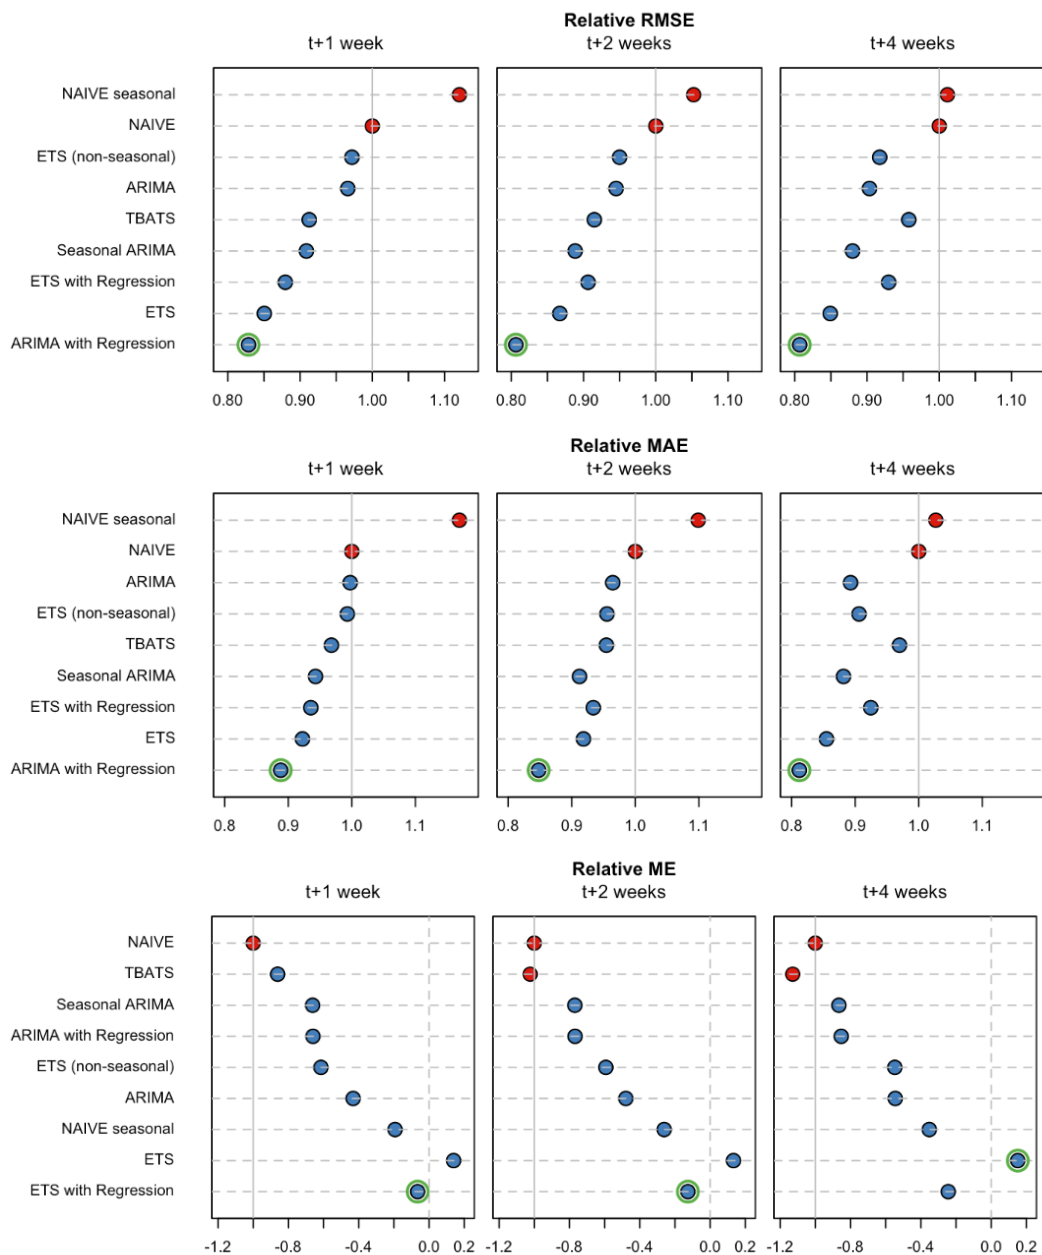 Relative RMSE
t+1 week t+2 weeks t+4 weeks
NAIVE seasonal
NAIVE
ETS (non-seasonal)
ARIMA
TBATS
Seasonal ARIMA
ETS with Regression
ETS
ARIMA with Regression
0.80 0.90 1.00 1.10 0.80 0.90 1.00 1.10 0.80 0.90 1.00 1.10
Relative MAE
t+1 week t+2 weeks t+4 weeks
NAIVE seasonal
NAIVE
ARIMA
ETS (non-seasonal)
TBATS
Seasonal ARIMA
ETS with Regression
ETS
ARIMA with Regression
0.8 0.9 1.0 1.1 0.8 0.9 1.0 1.1 0.8 0.9 1.0 1.1
Relative ME
t+1 week t+2 weeks t+4 weeks
NAIVE
TBATS
Seasonal ARIMA
ARIMA with Regression
ETS (non-seasonal)
ARIMA
NAIVE seasonal
ETS
ETS with Regression
-1.2 -0.8 -0.4 0.0 0.2 -1.2 -0.8 -0.4 0.0 0.2 -1.2 -0.8 -0.4 0.0 0.2